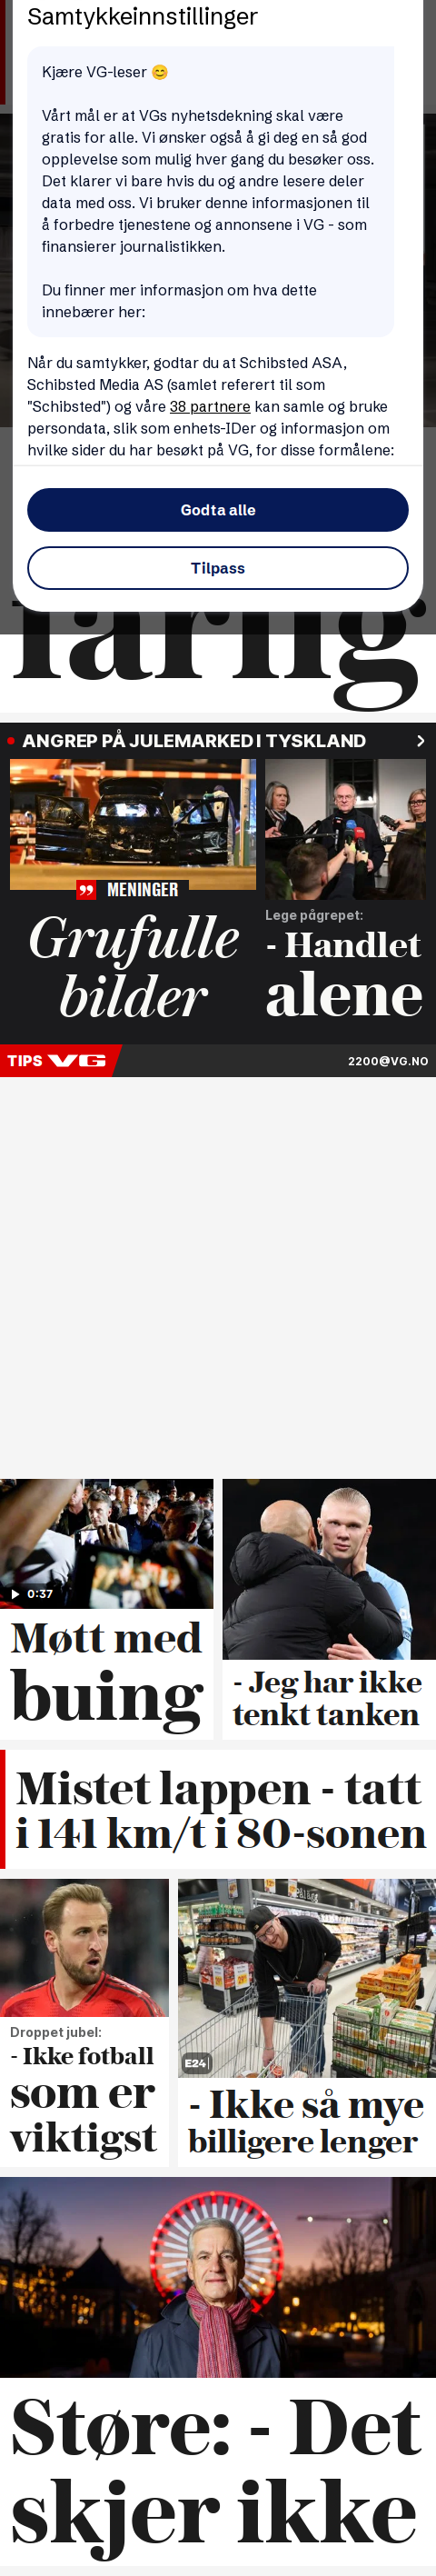 Samtykkeinnstillinger
Kjære VG-leser 😊
Vårt mål er at VGs nyhetsdekning skal være
gratis for alle. Vi ønsker også å gi deg en så god
opplevelse som mulig hver gang du besøker oss.
Det klarer vi bare hvis du og andre lesere deler
data med oss. Vi bruker denne informasjonen til
å forbedre tjenestene og annonsene i VG - som
finansierer journalistikken.
Du finner mer informasjon om hva dette
innebærer her:
Når du samtykker, godtar du at Schibsted ASA,
Schibsted Media AS (samlet referert til som
"Schibsted") og våre 38 partnere kan samle og bruke
persondata, slik som enhets-IDer og informasjon om
hvilke sider du har besøkt på VG, for disse formålene:
Godta alle
Tilpass
farlig
ANGREP PÅ JULEMARKED I TYSKLAND
MENINGER
Grufulle
bilder
Lege pågrepet:
- Handlet
alene
TIPS VG
2200@VG.NO
0:37
Møtt med
buing
- Jeg har ikke
tenkt tanken
Mistet lappen - tatt
i 141 km/t i 80-sonen
Droppet jubel:
- Ikke fotball
som er
viktigst
E24
- Ikke så mye
billigere lenger
Støre: - Det
skjer ikke